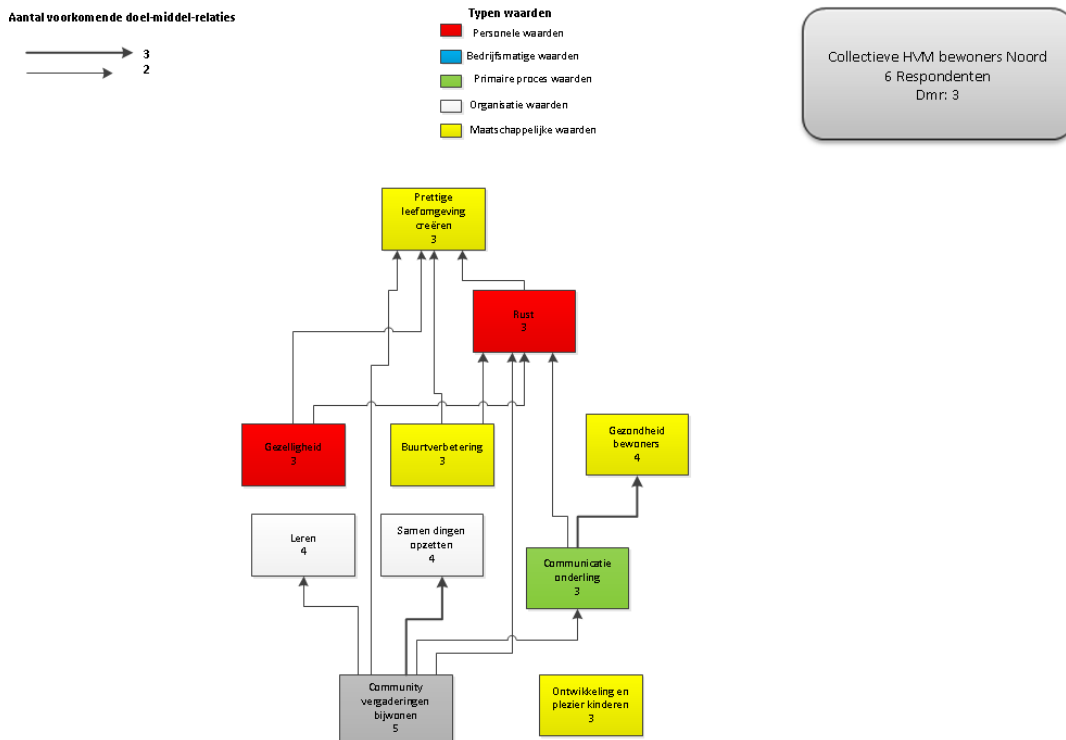 Aantal voorkomende doel-middel-relaties
3
2
Typen waarden
Personele waarden
Bedrijfsmatige waarden
Primaire proces waarden
Organisatie waarden
Maatschappelijke waarden
Collectieve HVM bewoners Noord
6 Respondenten
Dmr: 3
Prettige
leefomgeving
creëren
3
Rust
3
Gezelligheid
3
Buurtverbetering
3
Gezondheid
bewoners
4
Leren
4
Samen dingen
opzetten
4
Communicatie
onderling
3
Community
vergaderingen
bijwonen
5
Ontwikkeling en
plezier kinderen
3